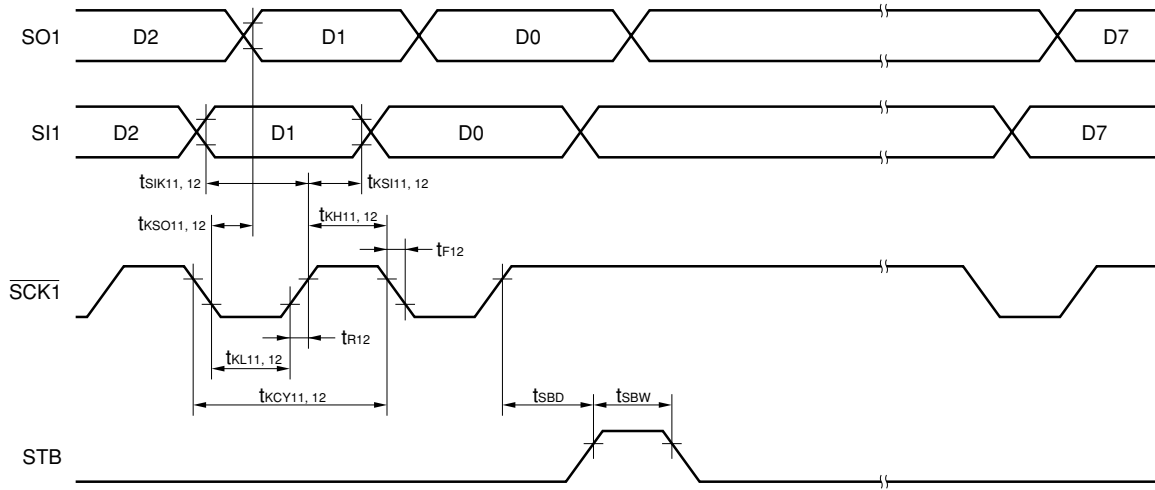 SO1 D2 D1 D0 D7
SI1 D2 D1 D0 D7
tSIK11, 12 tKSI11, 12
tKSO11, 12 tKH11, 12
tF12
SCK1
tR12
tKL11, 12
tKCY11, 12 tSBD tSBW
STB